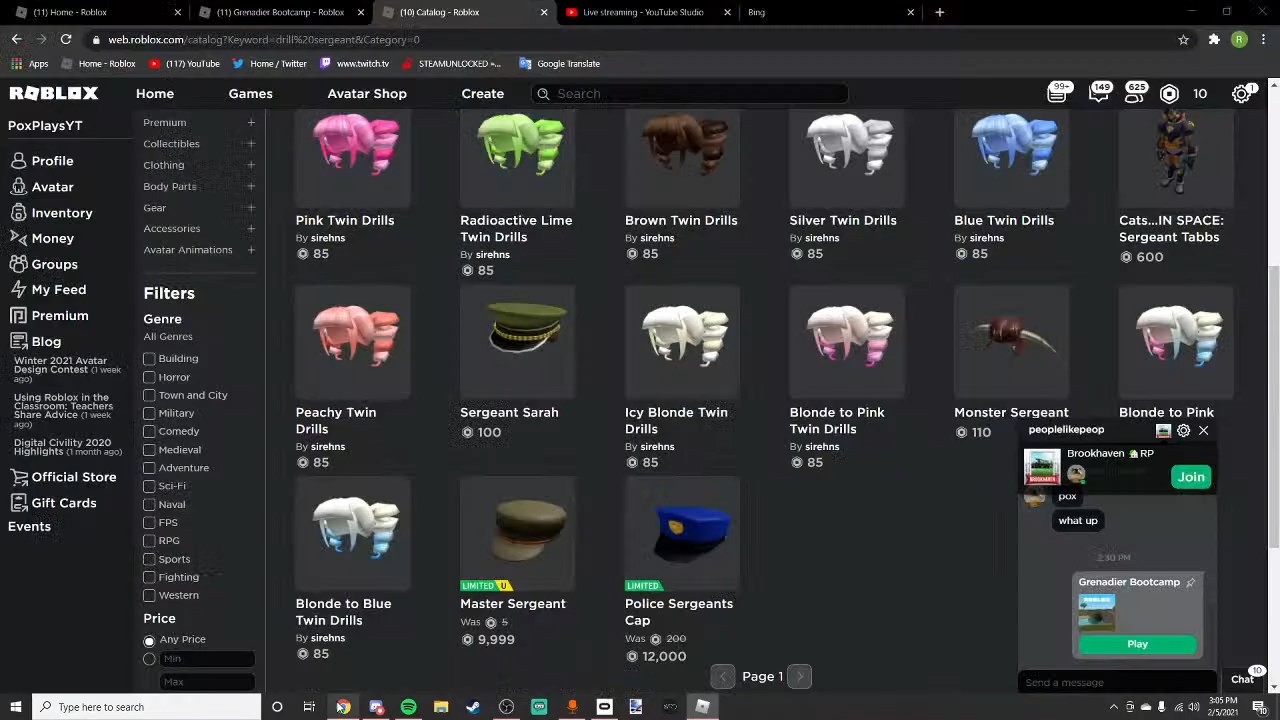 (11) Home - Roblox
(11) Grenadier Bootcamp - Roblox
(10) Catalog - Roblox
Live streaming - YouTube Studio
Bing
web.roblox.com/catalog?Keyword=drill%20sergeant&Category=0
Apps
Home - Roblox
(117) YouTube
Home / Twitter
www.twitch.tv
STEAMUNLOCKED »...
Google Translate
R
ROBLOX
Home
Games
Avatar Shop
Create
Search
99+
149
625
10
1
PoxPlaysYT
Profile
Avatar
Inventory
Money
Groups
My Feed
Premium
Blog
Winter 2021 Avatar
Design Contest (1 week
ago)
Using Roblox in the
Classroom: Teachers
Share Advice (1 week
ago)
Digital Civility 2020
Highlights (1 month ago)
Official Store
Gift Cards
Events
Premium +
Collectibles +
Clothing +
Body Parts +
Gear +
Accessories +
Avatar Animations +
Filters
Genre
All Genres
Building
Horror
Town and City
Military
Comedy
Medieval
Adventure
Sci-Fi
Naval
FPS
RPG
Sports
Fighting
Western
Price
Any Price
Min
Max
Pink Twin Drills
By sirehns
85
Radioactive Lime
Twin Drills
By sirehns
85
Brown Twin Drills
By sirehns
85
Silver Twin Drills
By sirehns
85
Blue Twin Drills
By sirehns
85
Cats...IN SPACE:
Sergeant Tabbs
600
Peachy Twin
Drills
By sirehns
85
Sergeant Sarah
100
Icy Blonde Twin
Drills
By sirehns
85
Blonde to Pink
Twin Drills
By sirehns
85
Monster Sergeant
110
Blonde to Pink
Blonde to Blue
Twin Drills
By sirehns
85
LIMITED U
Master Sergeant
Was 5
9,999
LIMITED
Police Sergeants
Cap
Was 200
12,000
Page 1
peoplelikepeop
BROOKHAVEN
Brookhaven RP
Join
pox
what up
2:30 PM
Grenadier Bootcamp
ROBLOX
Play
Send a message
Chat
10
Type here to search
3:05 PM
2/5/2021